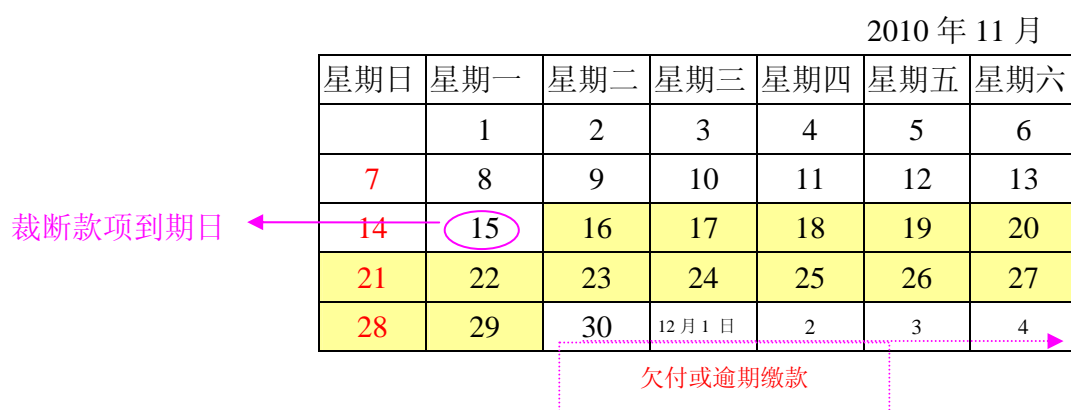 2010 年 11 月
星期日 星期一 星期二 星期三 星期四 星期五 星期六
1 2 3 4 5 6
7 8 9 10 11 12 13
裁断款项到期日 14 15 16 17 18 19 20
21 22 23 24 25 26 27
28 29 30 12 月 1 日 2 3 4
欠付或逾期缴款